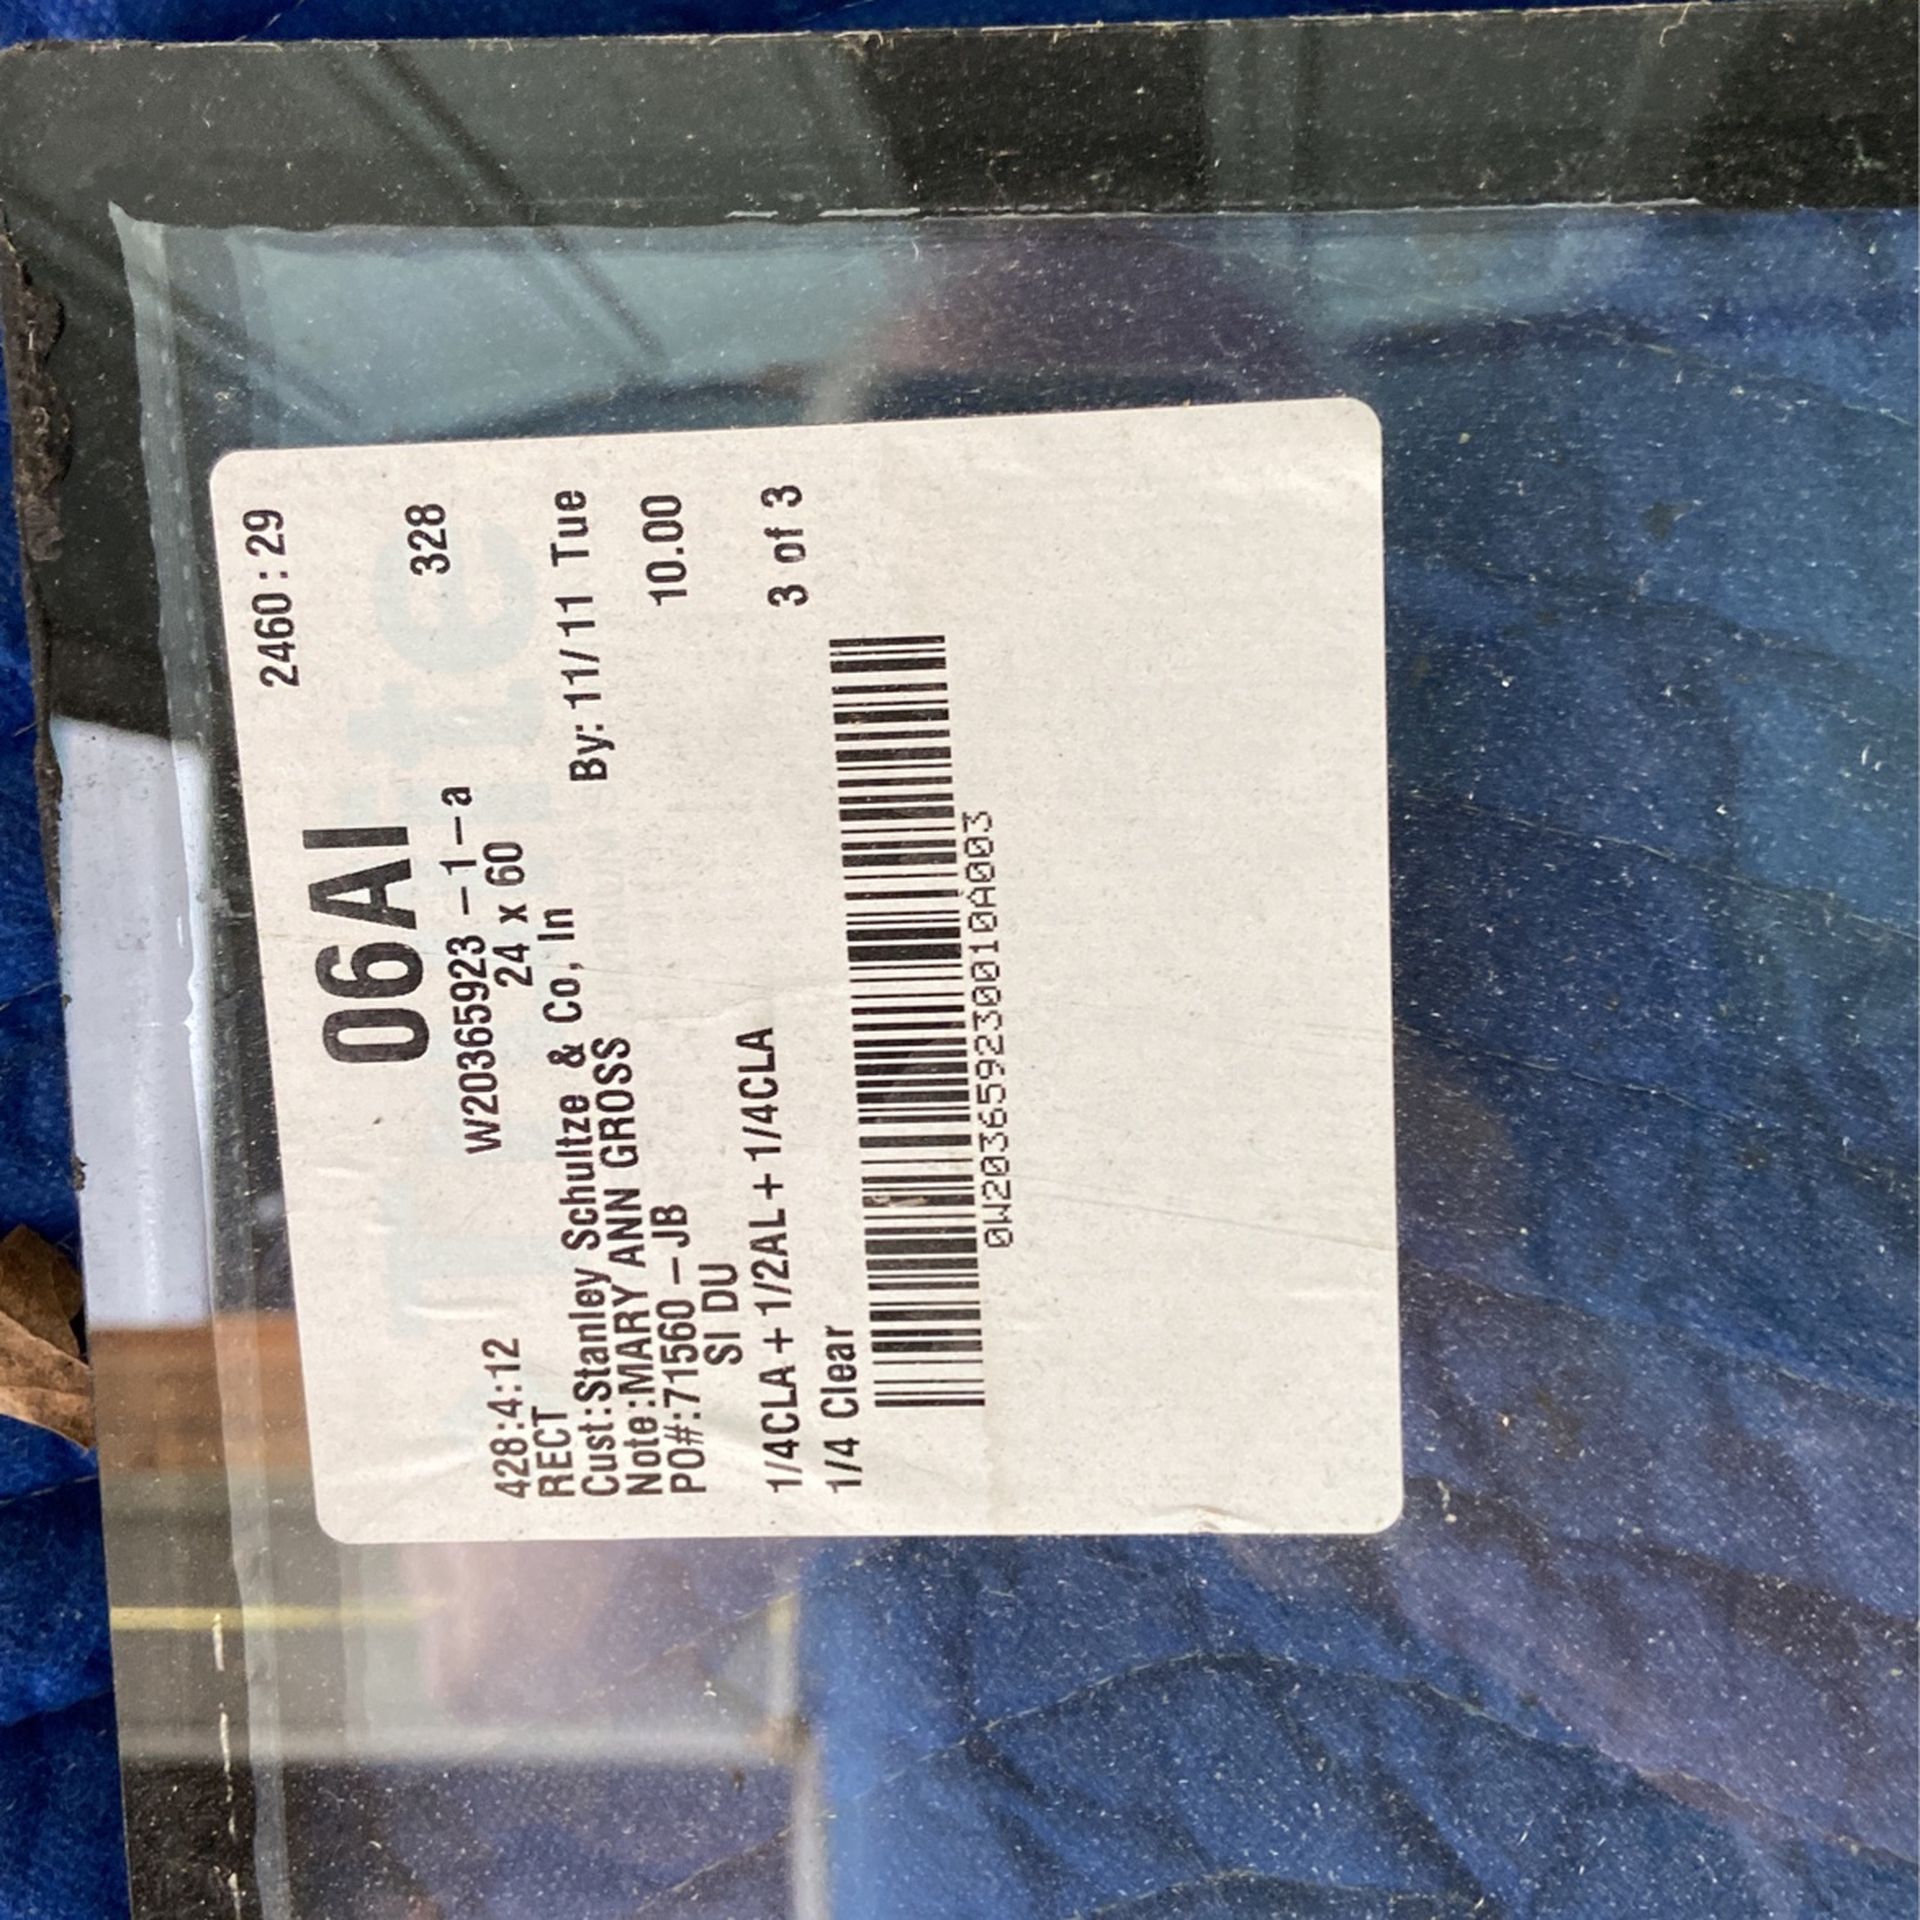 2460:29
06AI
328
W20365923-1-a
428:4:12 24 x 60
RECT By: 11/11 Tue
Cust:Stanley Schultze & Co, In
Note:MARY ANN GROSS 10.00
PO#:71560-JB
SI DU
1/4CLA+1/2AL+1/4CLA 3 of 3
1/4 Clear
0W203659230010A003